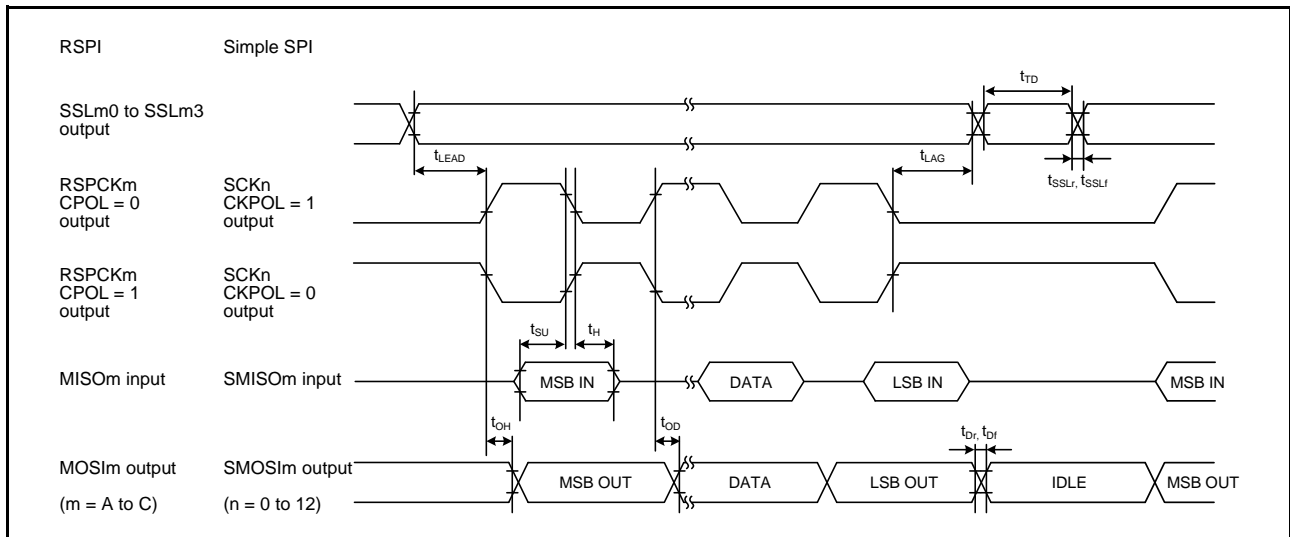 RSPI Simple SPI
tTD
SSLm0 to SSLm3
output
tLEAD tLAG
tSSLr, tSSLf
RSPCKm SCKn
CPOL = 0 CKPOL = 1
output output
RSPCKm SCKn
CPOL = 1 CKPOL = 0
output output
tSU tH
MISOm input SMISOm input MSB IN DATA LSB IN MSB IN
tOH tOD tDr, tDf
MOSIm output SMOSIm output MSB OUT DATA LSB OUT IDLE MSB OUT
(m = A to C) (n = 0 to 12)